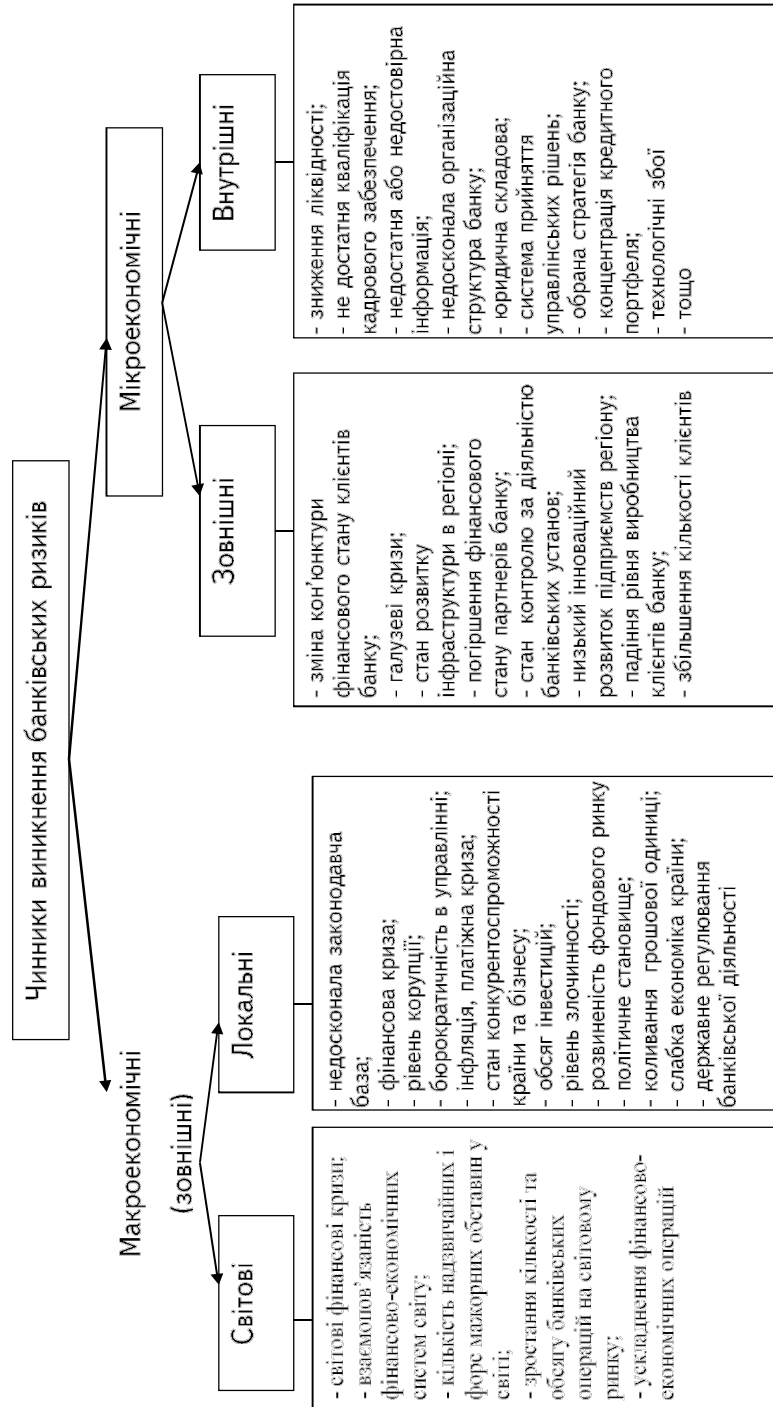 Чинники виникнення банківських ризиків
Макроекономічні
(зовнішні)
Світові
- світові фінансові кризи;
- взаємопов'язаність
фінансово-економічних
систем світу;
- кількість надзвичайних і
форс мажорних обставин у
світі;
- зростання кількості та
обсягу банківських
операцій на світовому
ринку;
- ускладнення фінансово-
економічних операцій
Локальні
- недосконала законодавча
база;
- фінансова криза;
- рівень корупції;
- бюрократичність в управлінні;
- інфляція, платіжна криза;
- стан конкурентоспроможності
країни та бізнесу;
- обсяг інвестицій;
- рівень злочинності;
- розвиненість фондового ринку
- політичне становище;
- коливання грошової одиниці;
- слабка економіка країни;
- державне регулювання
банківської діяльності
Мікроекономічні
Зовнішні
- зміна кон'юнктури
фінансового стану клієнтів
банку;
- галузеві кризи;
- стан розвитку
інфраструктури в регіоні;
- погіршення фінансового
стану партнерів банку;
- стан контролю за діяльністю
банківських установ;
- низький інноваційний
розвиток підприємств регіону;
- падіння рівня виробництва
клієнтів банку;
- збільшення кількості клієнтів
Внутрішні
- зниження ліквідності;
- не достатня кваліфікація
кадрового забезпечення;
- недостатня або недостовірна
інформація;
- недосконала організаційна
структура банку;
- юридична складова;
- система прийняття
управлінських рішень;
- обрана стратегія банку;
- концентрація кредитного
портфеля;
- технологічні збої
- тощо